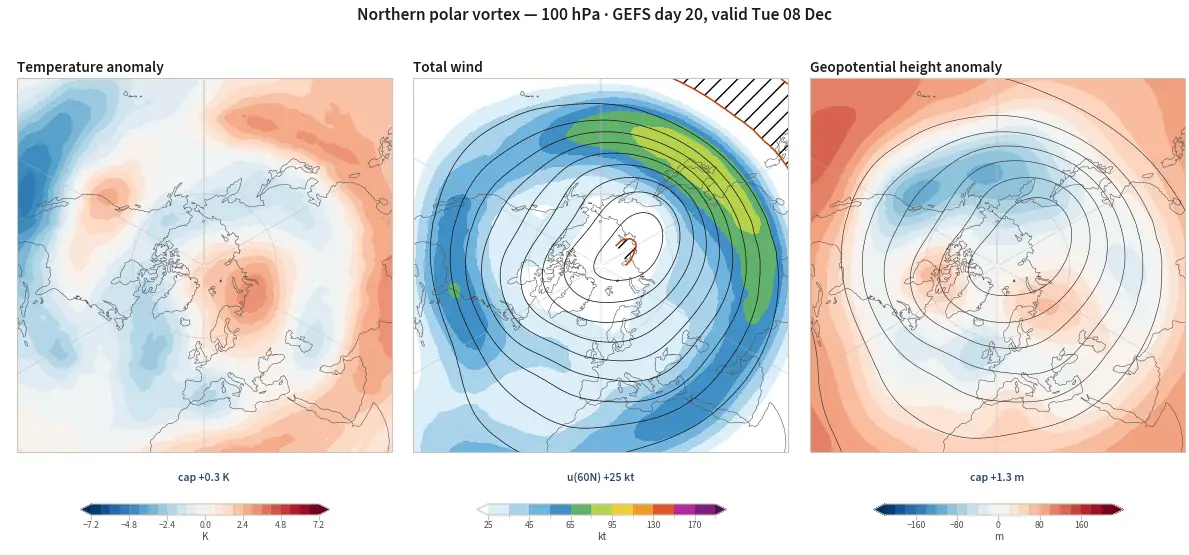 Northern polar vortex — 100 hPa · GEFS day 20, valid Tue 08 Dec
Temperature anomaly
Total wind
Geopotential height anomaly
cap +0.3 K
u(60N) +25 kt
cap +1.3 m
−7.2 −4.8 −2.4 0.0 2.4 4.8 7.2
K
25 45 65 95 130 170
kt
−160 −80 0 80 160
m